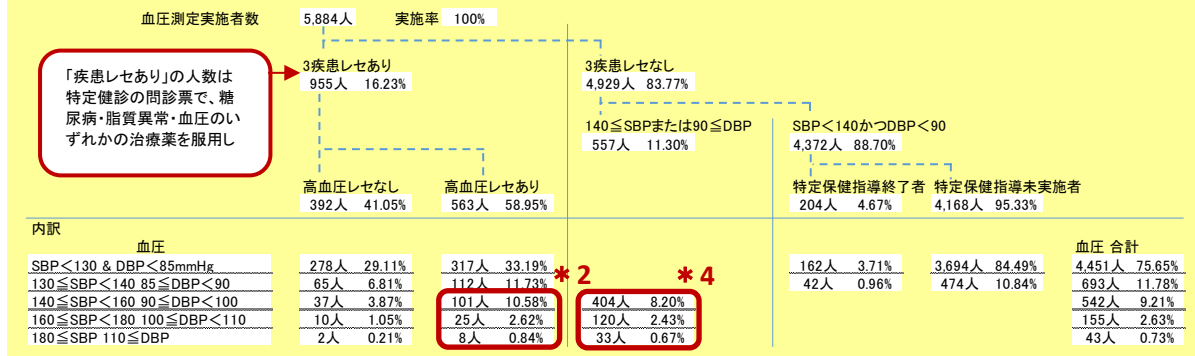 血圧測定実施者数 5,884人 実施率 100%
「疾患レセあり」の人数は
特定健診の問診票で、糖
尿病・脂質異常・血圧のい
ずれかの治療薬を服用し
3疾患レセあり 3疾患レセなし
955人 16.23% 4,929人 83.77%
140≦SBPまたは90≦DBP SBP<140かつDBP<90
557人 11.30% 4,372人 88.70%
高血圧レセなし 高血圧レセあり 特定保健指導終了者 特定保健指導未実施者
392人 41.05% 563人 58.95% 204人 4.67% 4,168人 95.33%
内訳
血圧 血圧 合計
SBP<130 & DBP<85mmHg 278人 29.11% 317人 33.19% 162人 3.71% 3,694人 84.49% 4,451人 75.65%
*2 *4
130≦SBP<140 85≦DBP<90 65人 6.81% 112人 11.73% 42人 0.96% 474人 10.84% 693人 11.78%
140≦SBP<160 90≦DBP<100 37人 3.87% 101人 10.58% 404人 8.20% 542人 9.21%
160≦SBP<180 100≦DBP<110 10人 1.05% 25人 2.62% 120人 2.43% 155人 2.63%
180≦SBP 110≦DBP 2人 0.21% 8人 0.84% 33人 0.67% 43人 0.73%